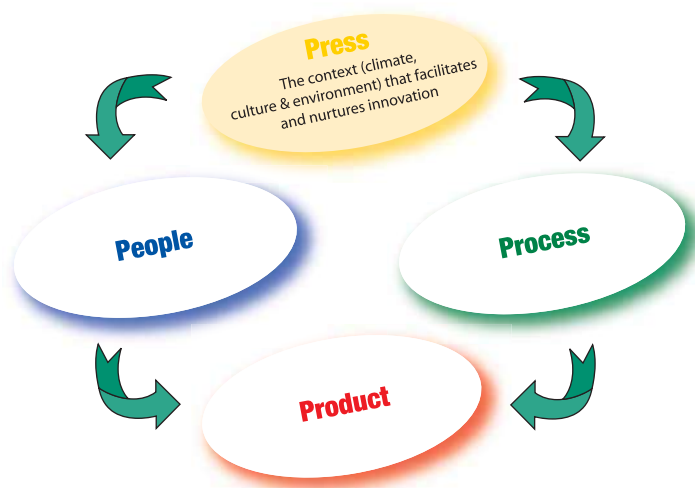 Press
The context (climate,
culture & environment) that facilitates
and nurtures innovation
People
Process
Product